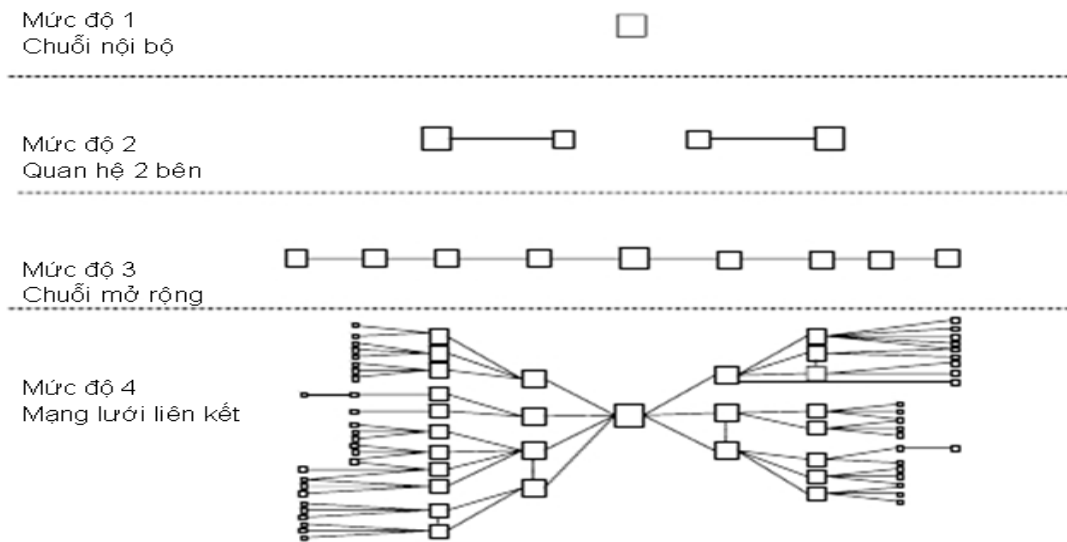 Mức độ 1
Chuỗi nội bộ
Mức độ 2
Quan hệ 2 bên
Mức độ 3
Chuỗi mở rộng
Mức độ 4
Mạng lưới liên kết